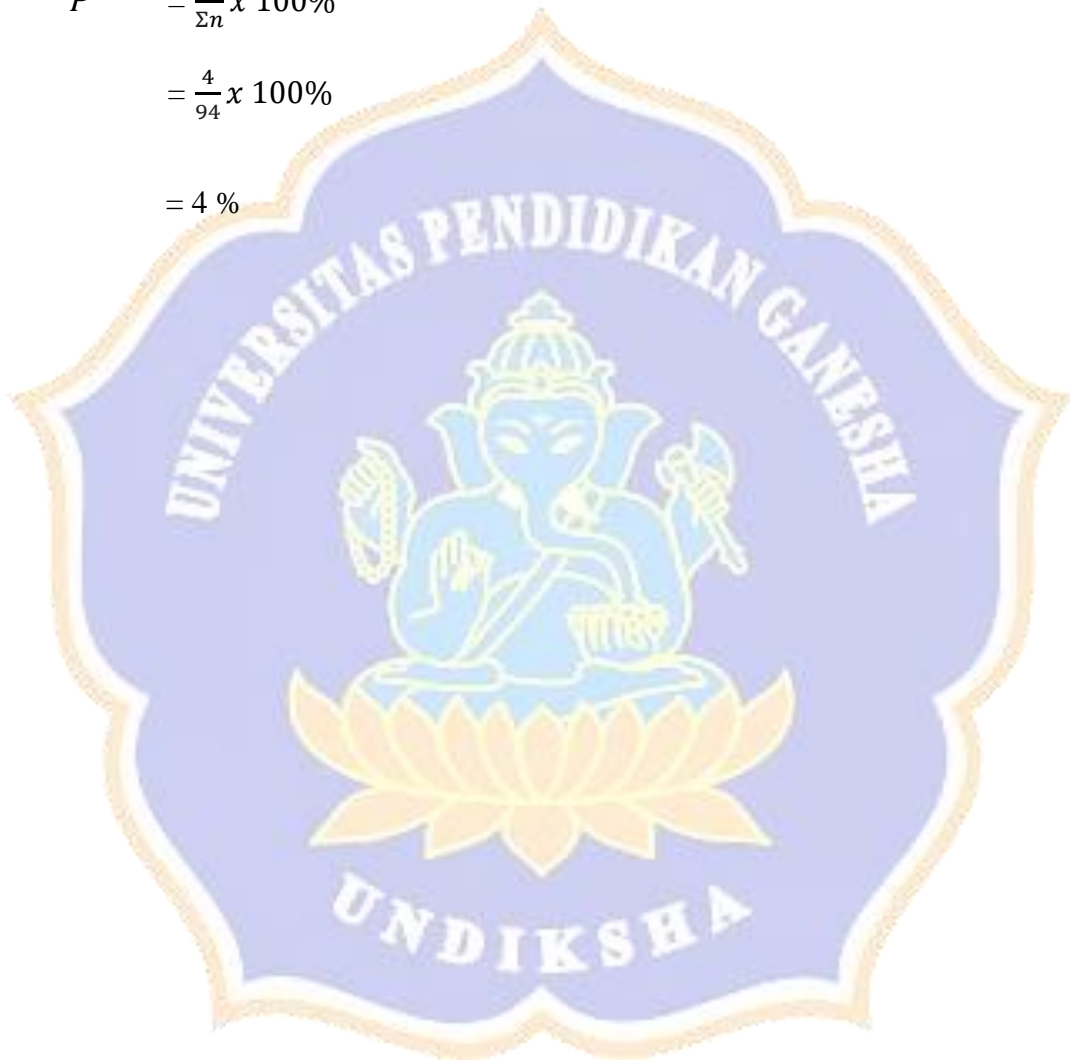 P = — Σn x 100%
= 4/94 x 100%
= 4 %
UNIVERSITAS PENDIDIKAN GANESHA
UNDIKSHA